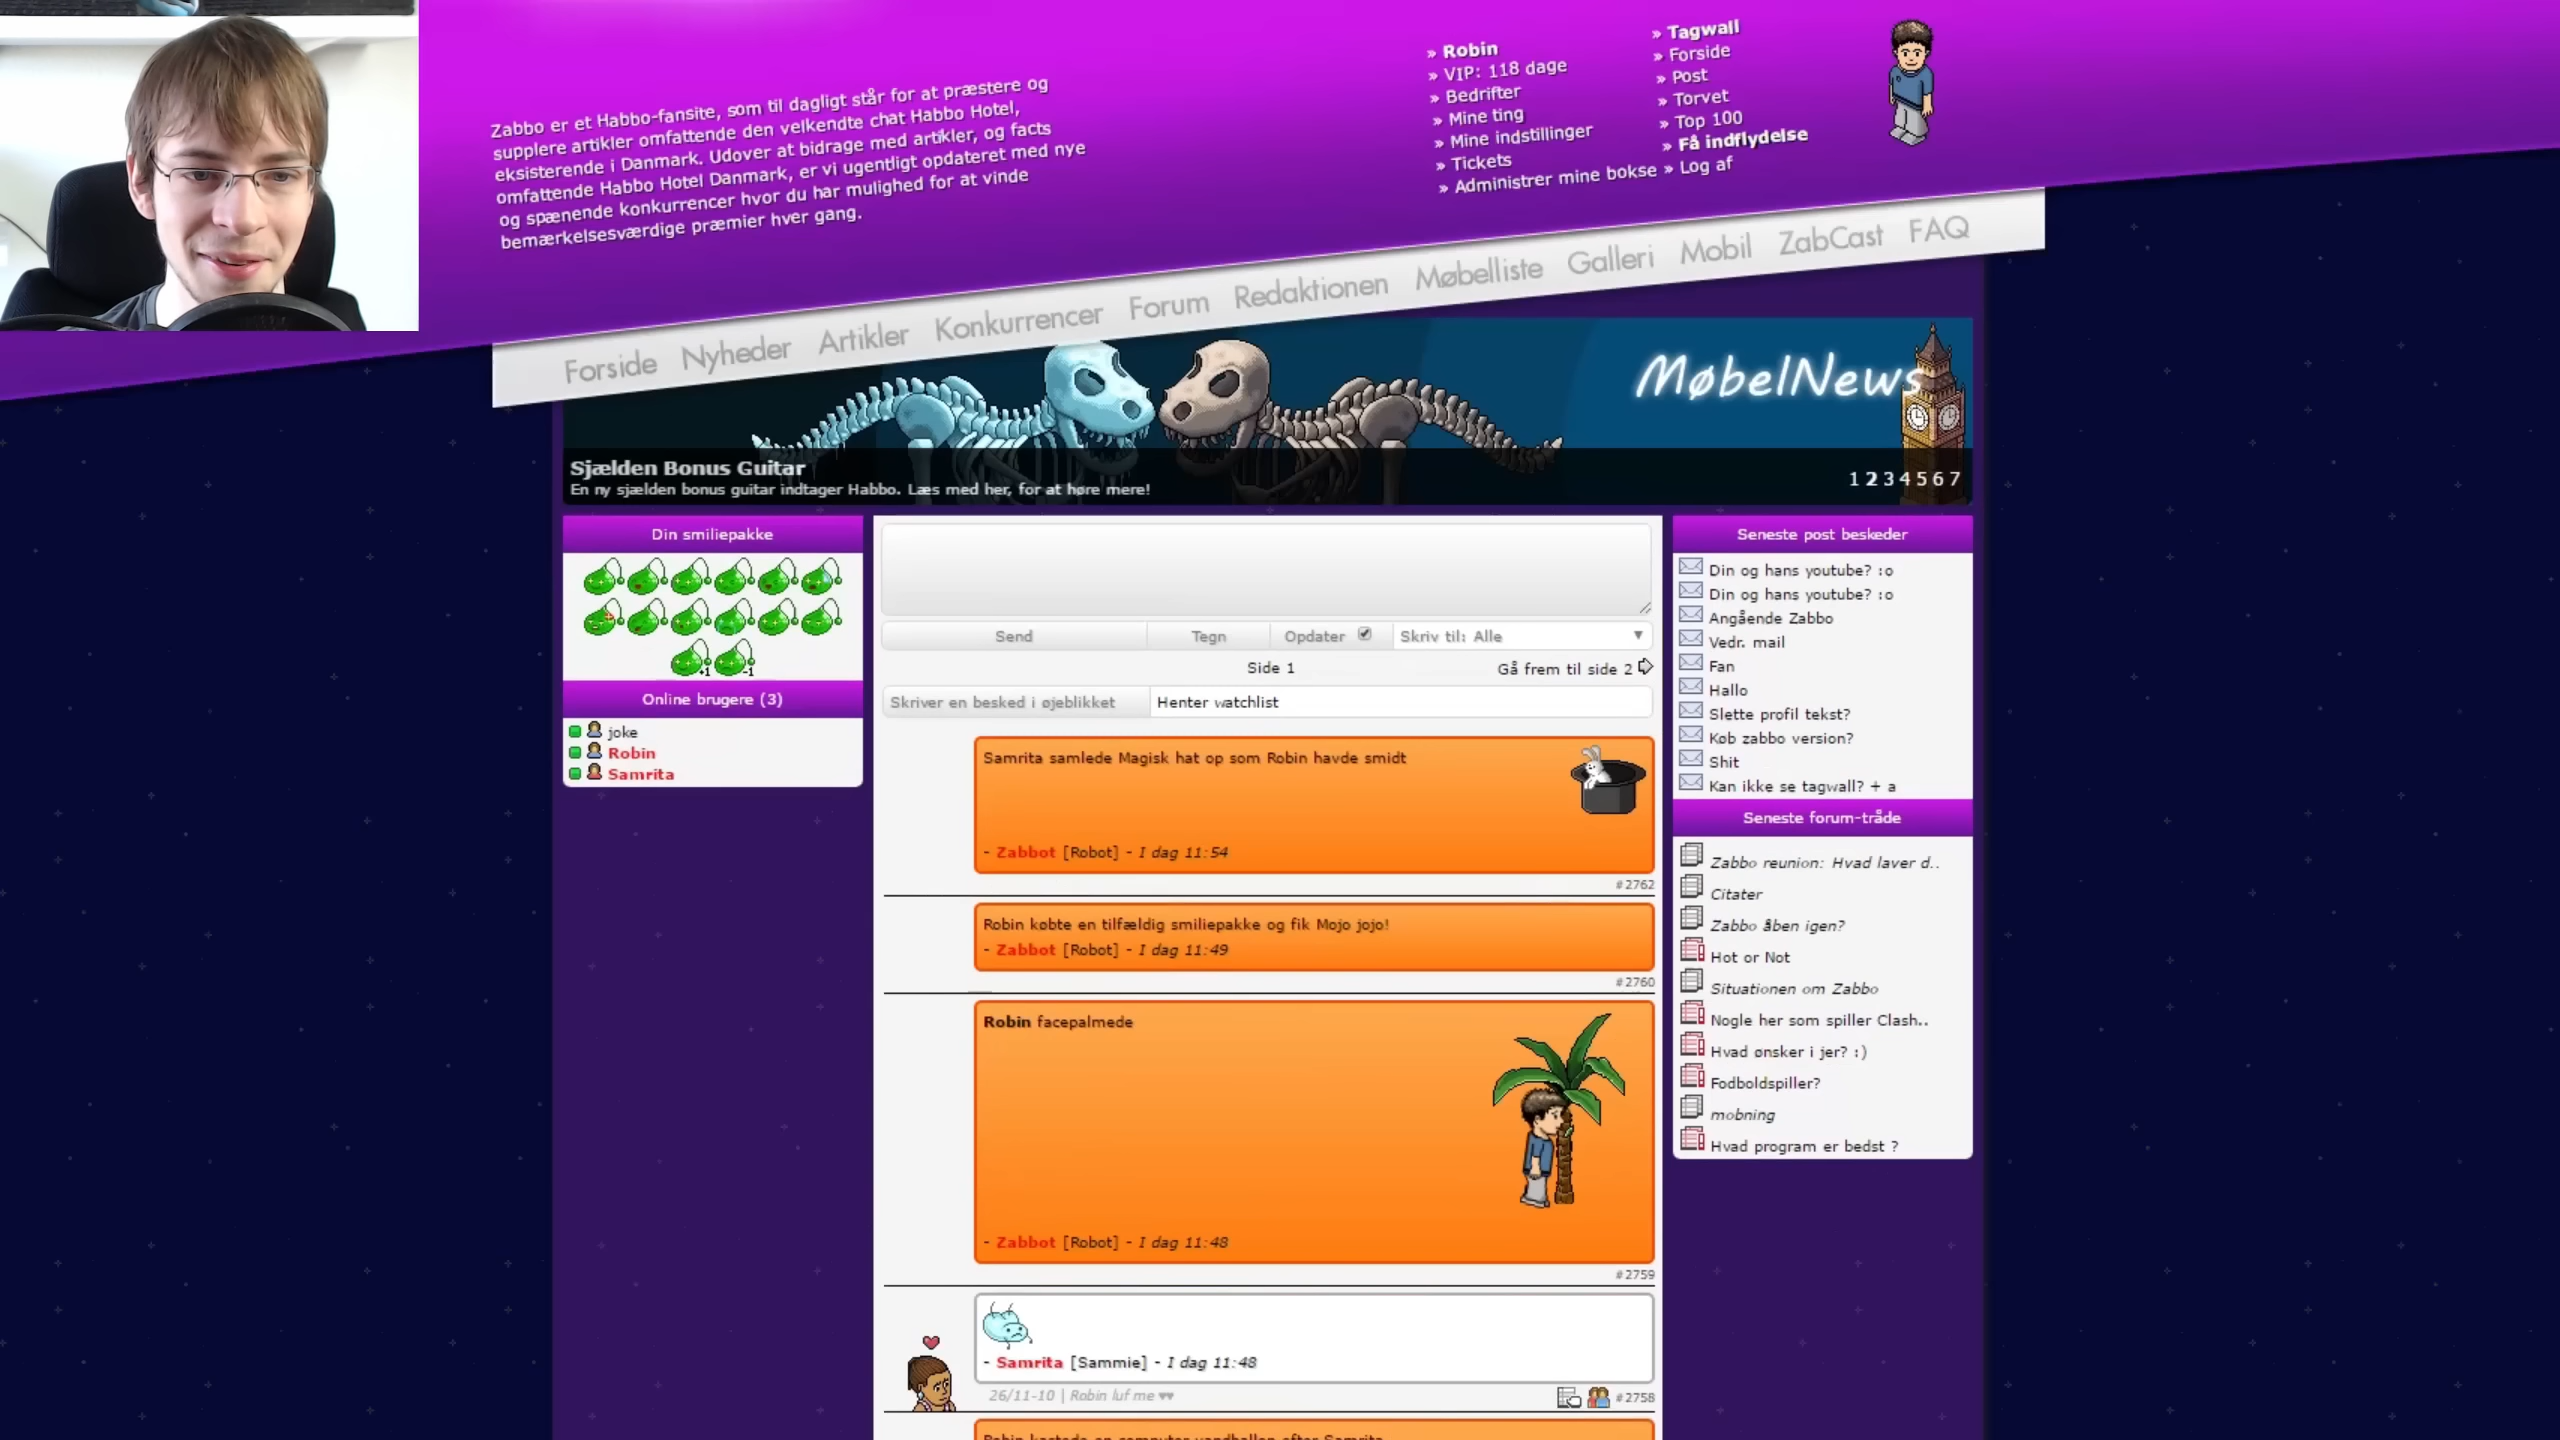 Zabbo er et Habbo-fansite, som til dagligt står for at præstere og
supplere artikler omfattende den velkendte chat Habbo Hotel,
eksisterende i Danmark. Udover at bidrage med artikler, og facts
omfattende Habbo Hotel Danmark, er vi ugentligt opdateret med nye
og spænende konkurrencer hvor du har mulighed for at vinde
bemærkelsesværdige præmier hver gang.
» Robin
» VIP: 118 dage
» Bedrifter
» Mine ting
» Mine indstillinger
» Tickets
» Administrer mine bokse
» Tagwall
» Forside
» Post
» Torvet
» Top 100
» Få indflydelse
» Log af
Forside Nyheder Artikler Konkurrencer Forum Redaktionen Møbelliste Galleri Mobil ZabCast FAQ
MøbelNews
Sjælden Bonus Guitar
En ny sjælden bonus guitar indtager Habbo. Læs med her, for at høre mere!
1 2 3 4 5 6 7
Din smiliepakke
+1 -1
Online brugere (3)
joke
Robin
Samrita
Send Tegn Opdater Skriv til: Alle
Side 1 Gå frem til side 2
Skriver en besked i øjeblikket Henter watchlist
Samrita samlede Magisk hat op som Robin havde smidt
- Zabbot [Robot] - I dag 11:54
#2762
Robin købte en tilfældig smiliepakke og fik Mojo jojo!
- Zabbot [Robot] - I dag 11:49
#2760
Robin facepalmede
- Zabbot [Robot] - I dag 11:48
#2759
- Samrita [Sammie] - I dag 11:48
26/11-10 | Robin luf me ♥♥ #2758
Robin kastede en computer vandballon efter Samrita
Seneste post beskeder
Din og hans youtube? :o
Din og hans youtube? :o
Angående Zabbo
Vedr. mail
Fan
Hallo
Slette profil tekst?
Køb zabbo version?
Shit
Kan ikke se tagwall? + a
Seneste forum-tråde
Zabbo reunion: Hvad laver d..
Citater
Zabbo åben igen?
Hot or Not
Situationen om Zabbo
Nogle her som spiller Clash..
Hvad ønsker i jer? :)
Fodboldspiller?
mobning
Hvad program er bedst ?